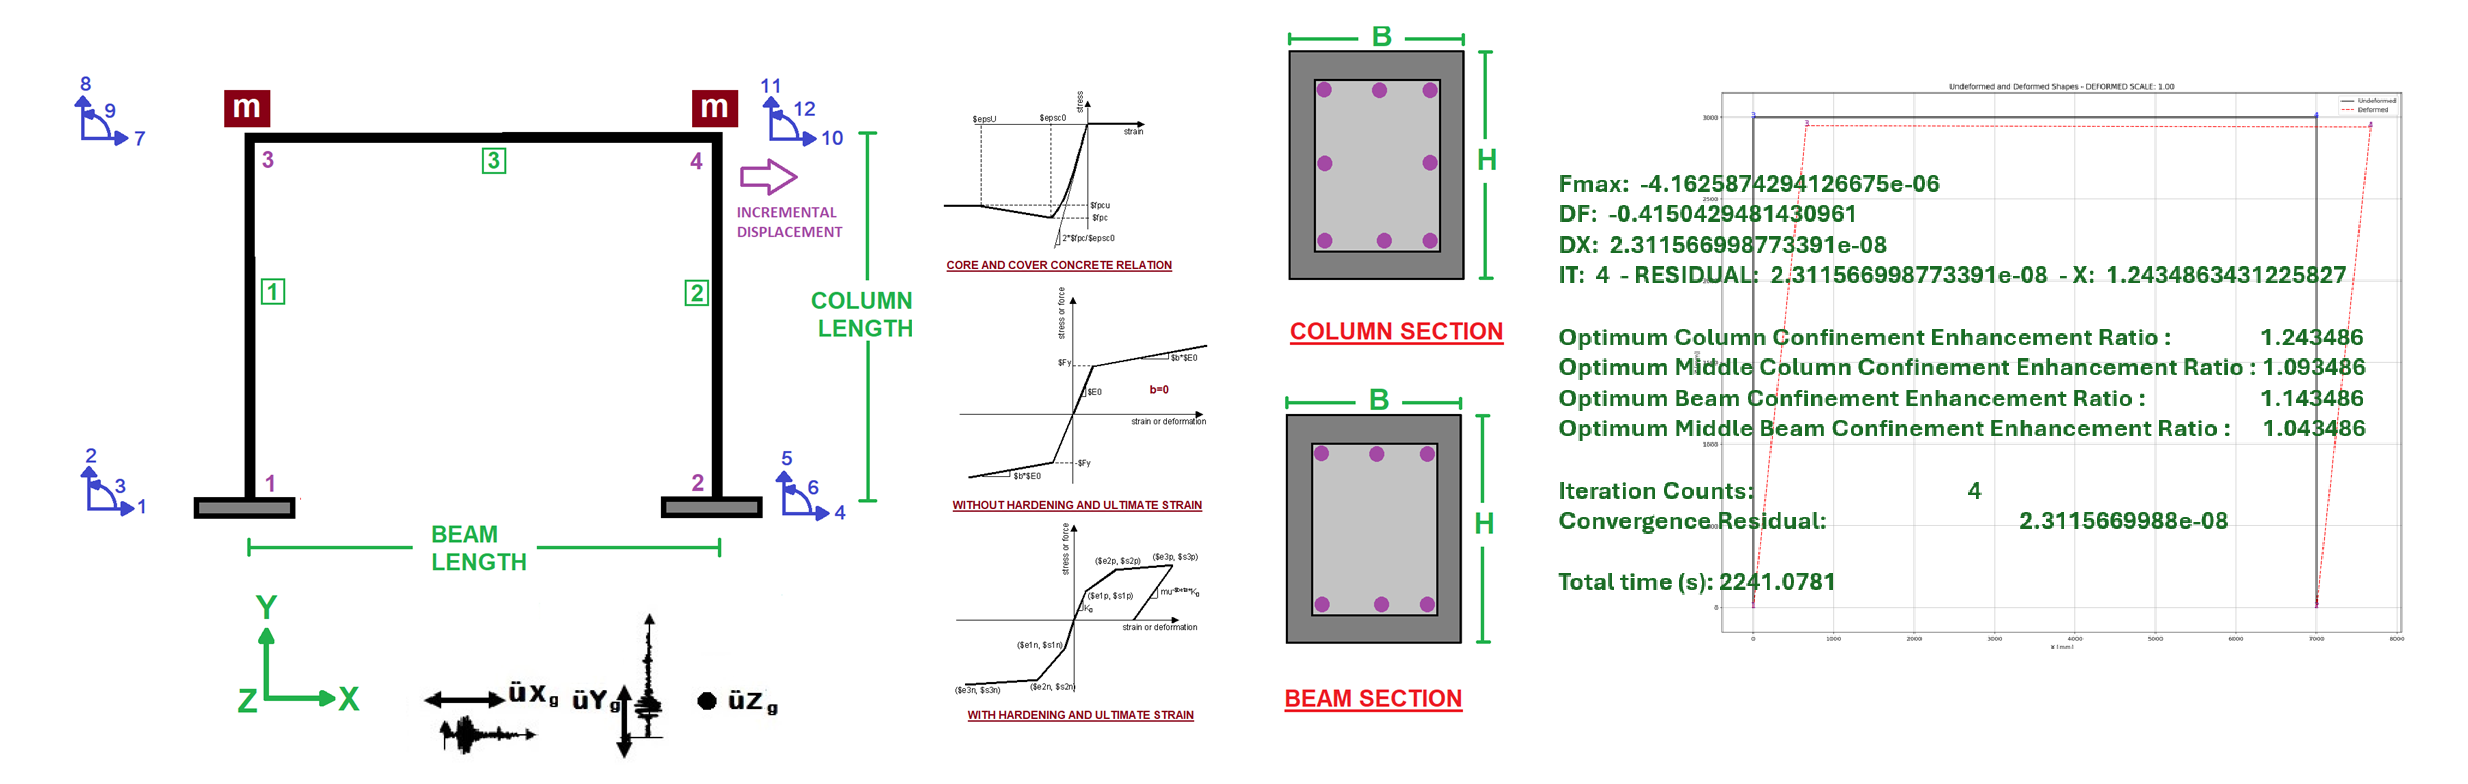 8
9
7
m
m
11
12
10
3
3
4
INCREMENTAL
DISPLACEMENT
1
2
COLUMN
LENGTH
2
3
1
1
2
5
6
4
BEAM
LENGTH
Y
Z
X
üXg
üYg
üZg
stress
$epsU
$epsc0
strain
$fpcu
$fpc
2*$fpc/$epsc0
CORE AND COVER CONCRETE RELATION
stress or force
$Fy
$b*$E0
$E0
b=0
strain or deformation
-$Fy
$b*$E0
WITHOUT HARDENING AND ULTIMATE STRAIN
stress or force
($e3p, $s3p)
($e2p, $s2p)
($e1p, $s1p)
K0
strain or deformation
($e1n, $s1n)
($e2n, $s2n)
($e3n, $s3n)
WITH HARDENING AND ULTIMATE STRAIN
B
H
COLUMN SECTION
B
H
BEAM SECTION
Undeformed and Deformed Shapes - DEFORMED SCALE: 1.00
Undeformed
Deformed
3000
2500
Fmax: -4.1625874294126675e-06
DF: -0.4150429481430961
DX: 2.311566998773391e-08
IT: 4 - RESIDUAL: 2.311566998773391e-08 - X: 1.2434863431225827
Optimum Column Confinement Enhancement Ratio : 1.243486
Optimum Middle Column Confinement Enhancement Ratio : 1.093486
Optimum Beam Confinement Enhancement Ratio : 1.143486
Optimum Middle Beam Confinement Enhancement Ratio : 1.043486
Iteration Counts: 4
Convergence Residual: 2.3115669988e-08
Total time (s): 2241.0781
0
0 1000 2000 3000 4000 5000 6000 7000 8000
X [mm]